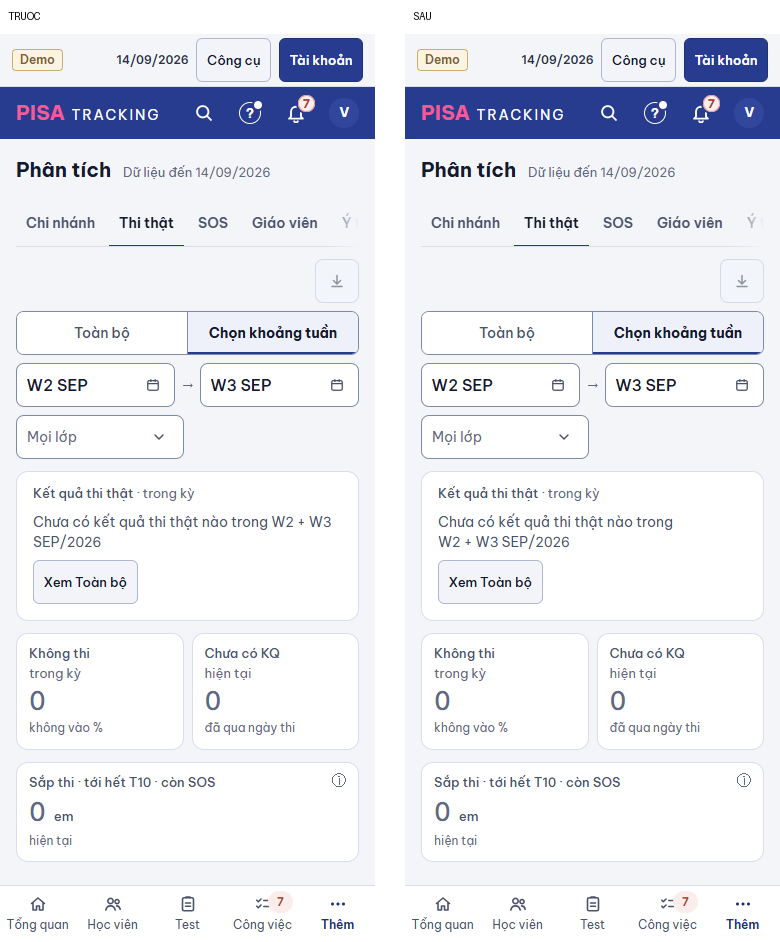 TRUOC
Demo
14/09/2026
Công cụ
Tài khoản
PISA TRACKING
?
7
V
Phân tích Dữ liệu đến 14/09/2026
Chi nhánh Thi thật SOS Giáo viên Ý
Toàn bộ Chọn khoảng tuần
W2 SEP → W3 SEP
Mọi lớp
Kết quả thi thật · trong kỳ
Chưa có kết quả thi thật nào trong W2 + W3
SEP/2026
Xem Toàn bộ
Không thi
trong kỳ
0
không vào %
Chưa có KQ
hiện tại
0
đã qua ngày thi
Sắp thi · tới hết T10 · còn SOS
0 em
hiện tại
7
Tổng quan Học viên Test Công việc Thêm
SAU
Demo
14/09/2026
Công cụ
Tài khoản
PISA TRACKING
?
7
V
Phân tích Dữ liệu đến 14/09/2026
Chi nhánh Thi thật SOS Giáo viên Ý
Toàn bộ Chọn khoảng tuần
W2 SEP → W3 SEP
Mọi lớp
Kết quả thi thật · trong kỳ
Chưa có kết quả thi thật nào trong
W2 + W3 SEP/2026
Xem Toàn bộ
Không thi
trong kỳ
0
không vào %
Chưa có KQ
hiện tại
0
đã qua ngày thi
Sắp thi · tới hết T10 · còn SOS
0 em
hiện tại
7
Tổng quan Học viên Test Công việc Thêm